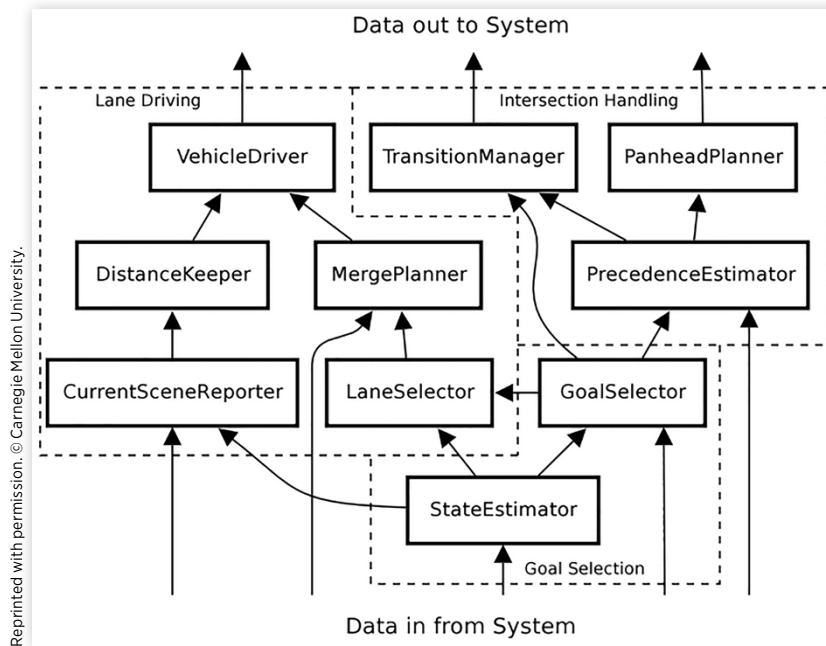 Data out to System
Lane Driving
Intersection Handling
VehicleDriver
TransitionManager
PanheadPlanner
DistanceKeeper
MergePlanner
PrecedenceEstimator
CurrentSceneReporter
LaneSelector
GoalSelector
StateEstimator
Goal Selection
Data in from System
Reprinted with permission. © Carnegie Mellon University.